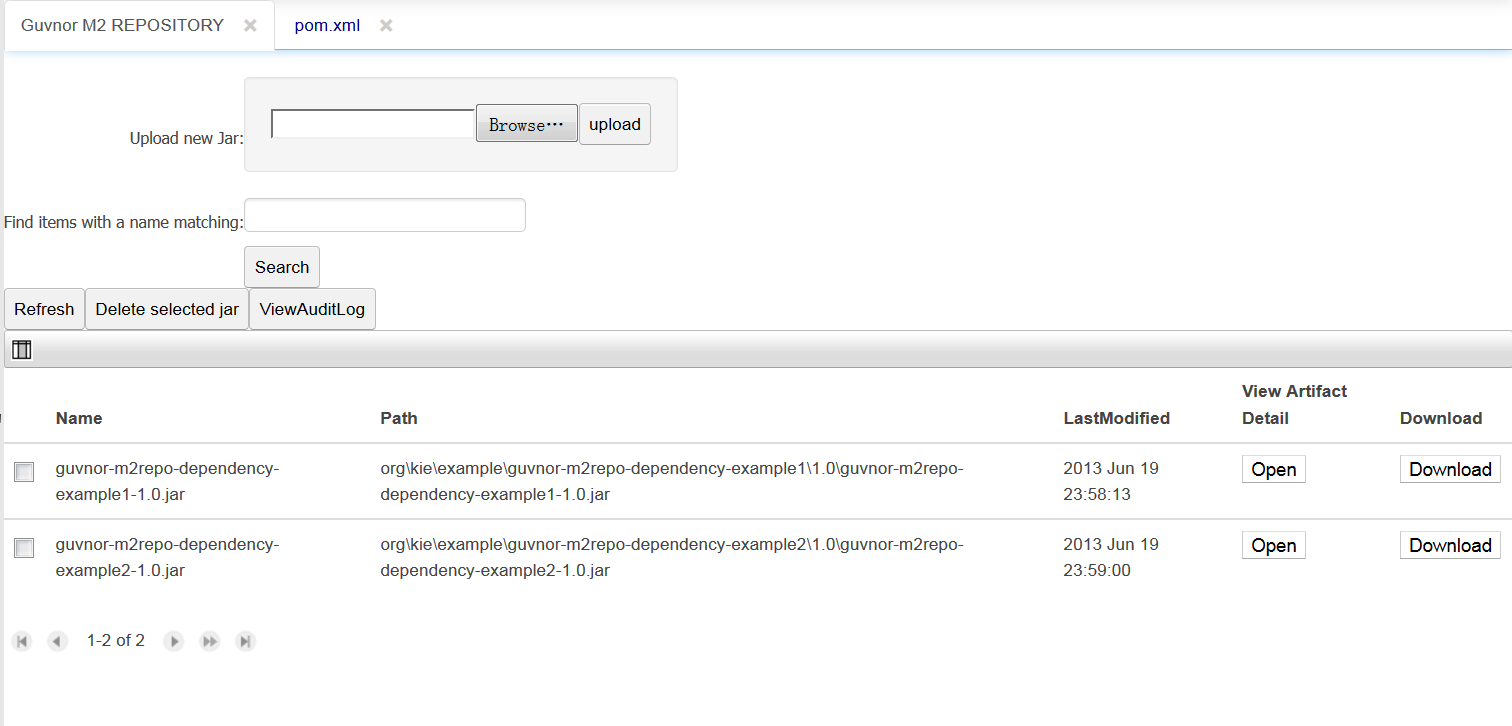 Guvnor M2 REPOSITORY pom.xml
Upload new Jar: Browse… upload
Find items with a name matching:
Search
Refresh Delete selected jar ViewAuditLog
Name Path LastModified View Artifact Detail Download
guvnor-m2repo-dependency- org\kie\example\guvnor-m2repo-dependency-example1\1.0\guvnor-m2repo- 2013 Jun 19 Open Download
example1-1.0.jar dependency-example1-1.0.jar 23:58:13
guvnor-m2repo-dependency- org\kie\example\guvnor-m2repo-dependency-example2\1.0\guvnor-m2repo- 2013 Jun 19 Open Download
example2-1.0.jar dependency-example2-1.0.jar 23:59:00
1-2 of 2